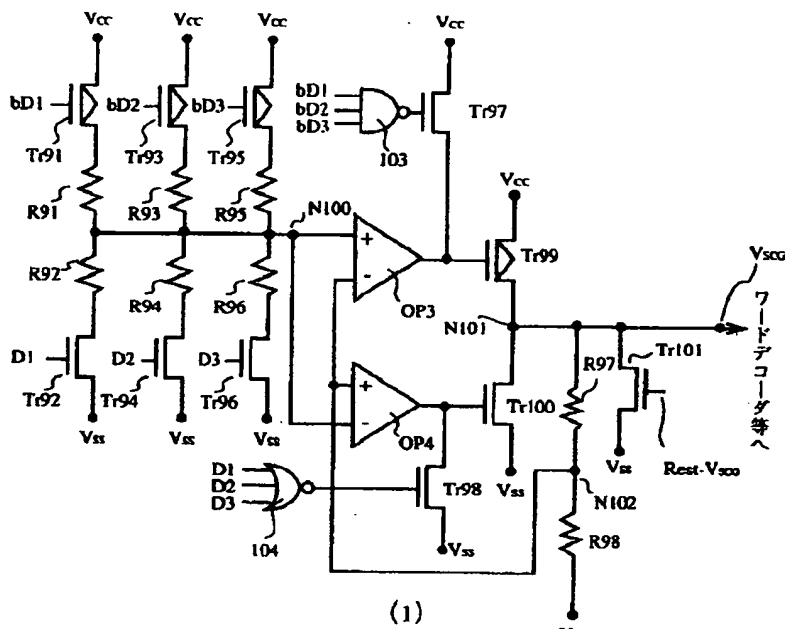 Vcc
Vcc
Vcc
Vcc
bD1
bD2
bD3
bD1
bD2
bD3
103
Tr97
Tr91
Tr93
Tr95
R91
R93
R95
N100
Vcc
+
-
OP3
Tr99
VSCG
R92
R94
R96
N101
D1
D2
D3
Tr92
Tr94
Tr96
Vss
Vss
Vss
+
-
OP4
Tr100
R97
Tr101
ワードデコーダ等へ
Vss
Vss
Rest-VSCG
D1
D2
D3
104
Tr98
Vss
N102
R98
(1)